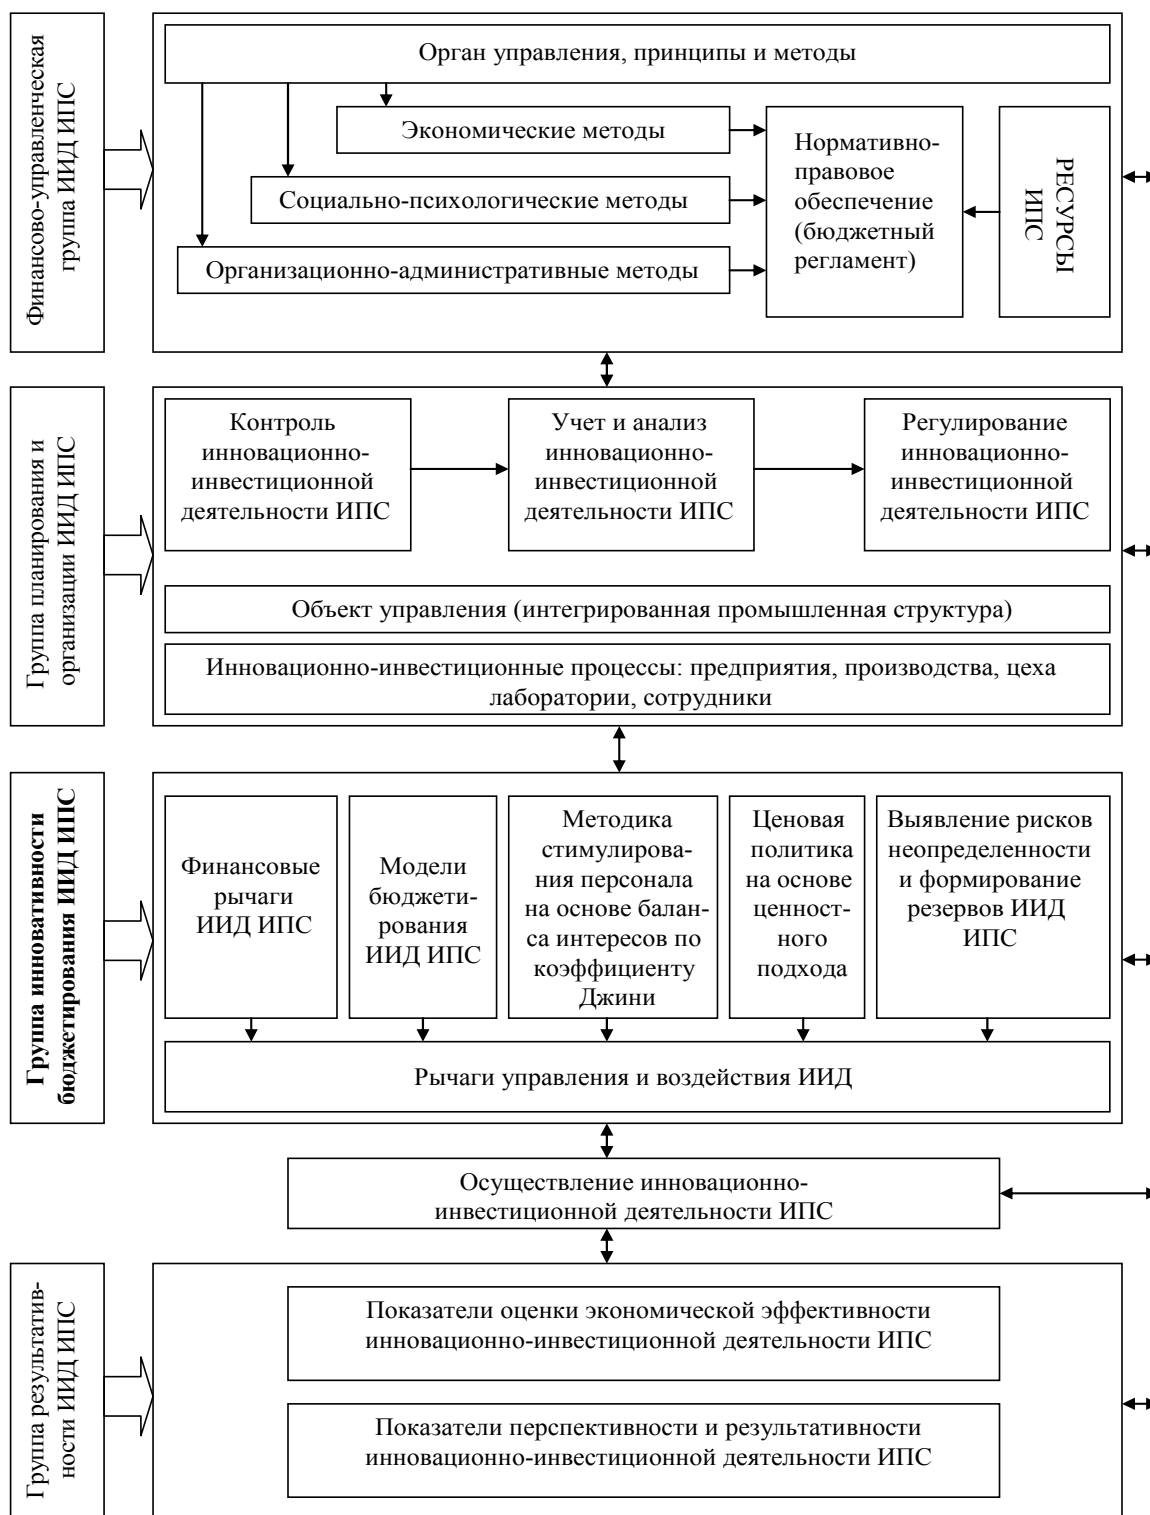 Финансово-управленческая
группа ИИД ИПС
Орган управления, принципы и методы
Экономические методы
Социально-психологические методы
Организационно-административные методы
Нормативно-
правовое
обеспечение
(бюджетный
регламент)
РЕСУРСЫ
ИПС
Группа планирования и
организации ИИД ИПС
Контроль
инновационно-
инвестиционной
деятельности ИПС
Учет и анализ
инновационно-
инвестиционной
деятельности ИПС
Регулирование
инновационно-
инвестиционной
деятельности ИПС
Объект управления (интегрированная промышленная структура)
Инновационно-инвестиционные процессы: предприятия, производства, цеха
лаборатории, сотрудники
Группа инновативности
бюджетирования ИИД ИПС
Финансовые
рычаги
ИИД ИПС
Модели
бюджети-
рования
ИИД ИПС
Методика
стимулирова-
ния персонала
на основе балан-
са интересов по
коэффициенту
Джини
Ценовая
политика
на основе
ценност-
ного
подхода
Выявление рисков
неопределенности
и формирование
резервов ИИД
ИПС
Рычаги управления и воздействия ИИД
Осуществление инновационно-
инвестиционной деятельности ИПС
Группа результатив-
ности ИИД ИПС
Показатели оценки экономической эффективности
инновационно-инвестиционной деятельности ИПС
Показатели перспективности и результативности
инновационно-инвестиционной деятельности ИПС